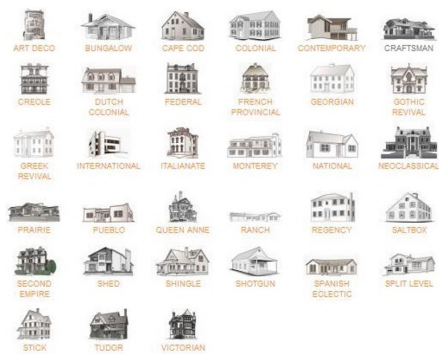 ART DECO
BUNGALOW
CAPE COD
COLONIAL
CONTEMPORARY
CRAFTSMAN
CREOLE
DUTCH
COLONIAL
FEDERAL
FRENCH
PROVINCIAL
GEORGIAN
GOTHIC
REVIVAL
GREEK
REVIVAL
INTERNATIONAL
ITALIANATE
MONTEREY
NATIONAL
NEOCLASSICAL
PRAIRIE
PUEBLO
QUEEN ANNE
RANCH
REGENCY
SALTBOX
SECOND
EMPIRE
SHED
SHINGLE
SHOTGUN
SPANISH
ECLECTIC
SPLIT LEVEL
STICK
TUDOR
VICTORIAN